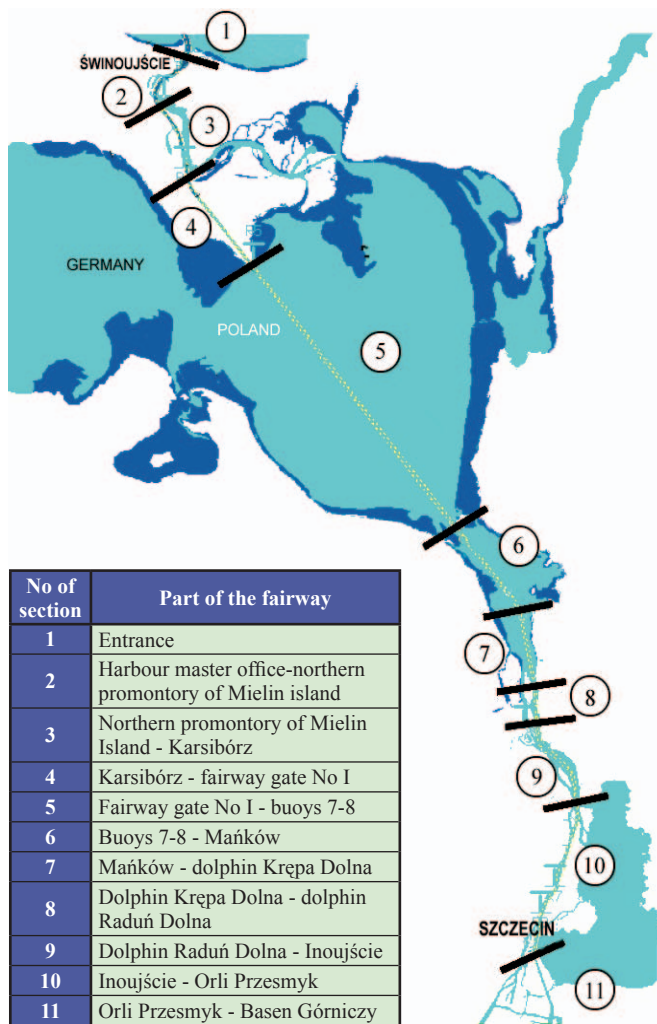 1
ŚWINOUJŚCIE
2
3
4
GERMANY
POLAND
5
6
7
8
9
10
SZCZECIN
11
No of section Part of the fairway
1 Entrance
2 Harbour master office-northern
promontory of Mielin island
3 Northern promontory of Mielin
Island - Karsibórz
4 Karsibórz - fairway gate No I
5 Fairway gate No I - buoys 7-8
6 Buoys 7-8 - Mańków
7 Mańków - dolphin Krępa Dolna
8 Dolphin Krępa Dolna - dolphin
Raduń Dolna
9 Dolphin Raduń Dolna - Inoujście
10 Inoujście - Orli Przesmyk
11 Orli Przesmyk - Basen Górniczy